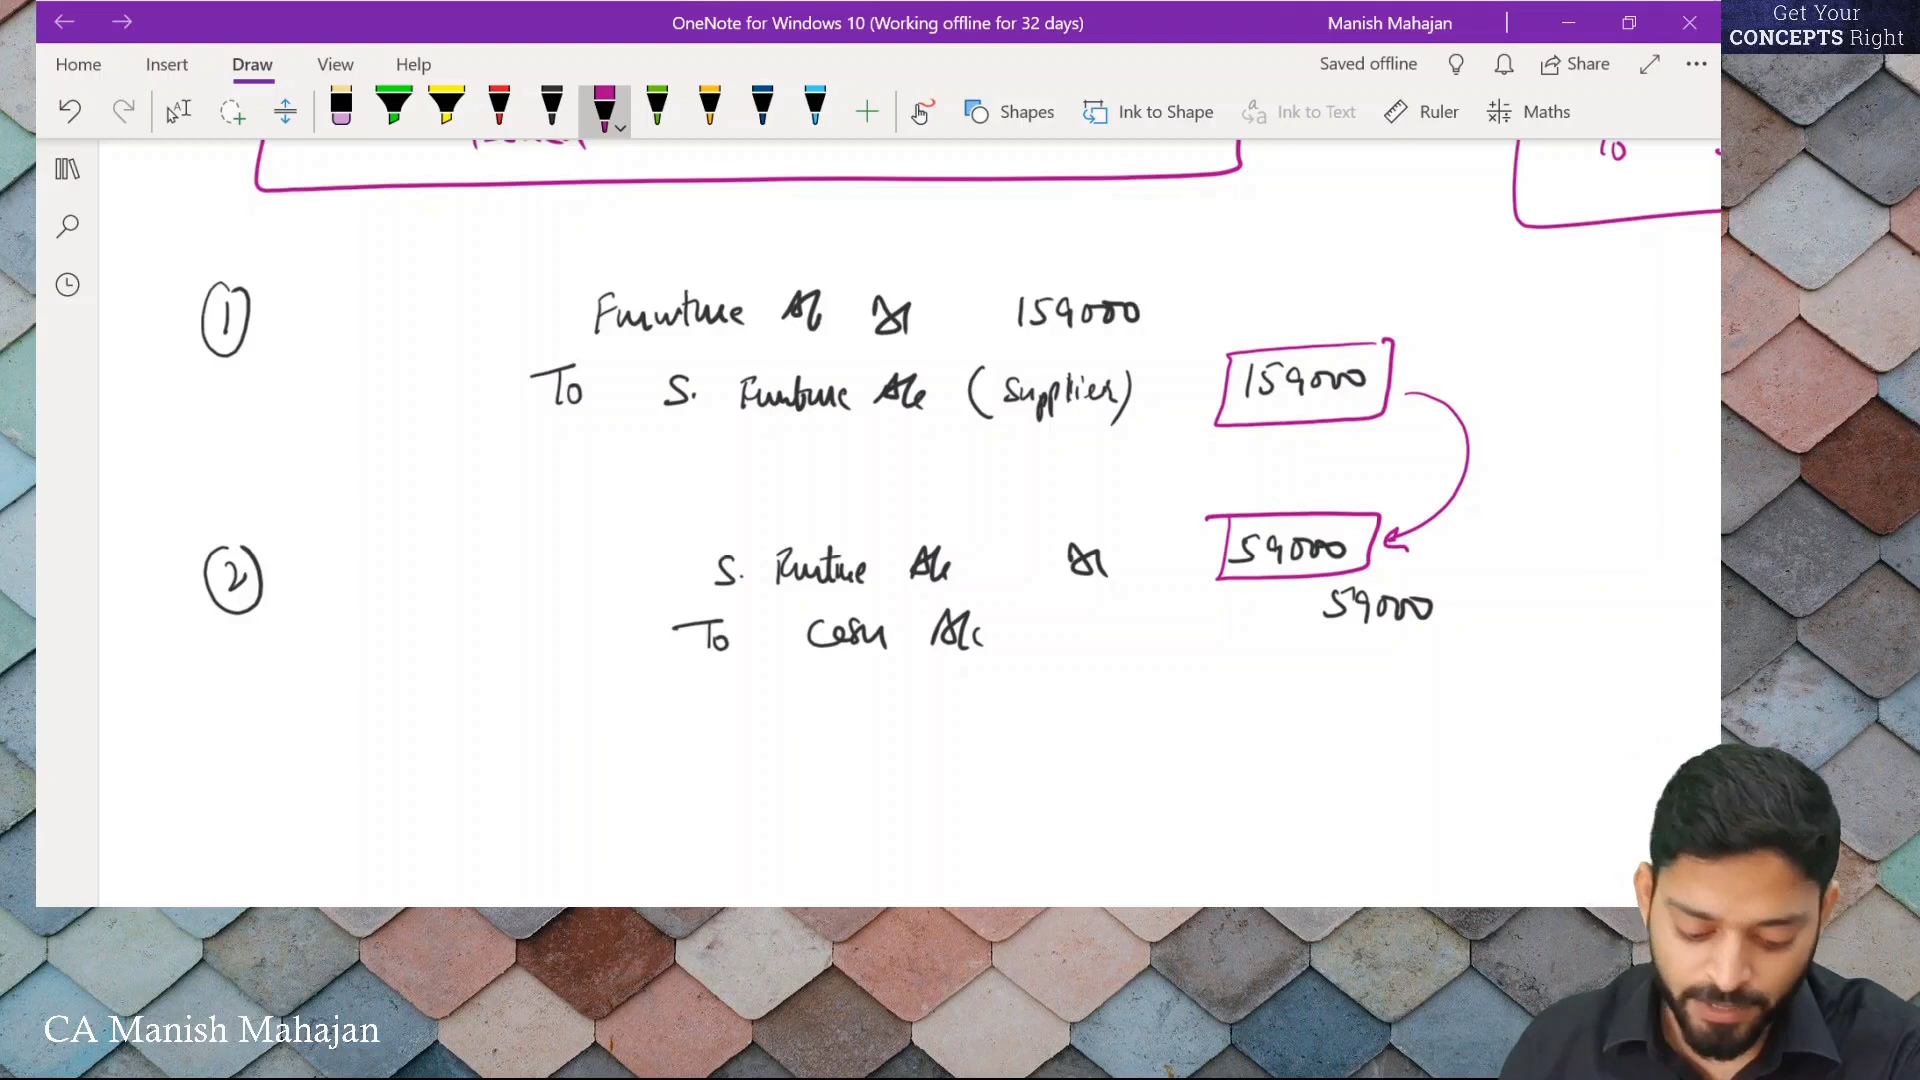 OneNote for Windows 10 (Working offline for 32 days)
Manish Mahajan
Get Your
CONCEPTS Right
Home Insert Draw View Help
Saved offline
Share
Shapes
Ink to Shape
Ink to Text
Ruler
Maths
To
1 Furniture A/c Dr 159000
To S. Furniture A/c (Supplier) 159000
2 S. Furniture A/c Dr 59000
To Cash A/c 59000
CA Manish Mahajan